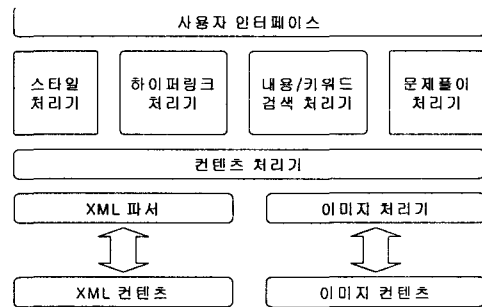 사용자 인터페이스
스타일 하이퍼링크 내용/키워드 문제풀이
처리기 처리기 검색 처리기 처리기
컨텐츠 처리기
XML 파서 이미지 처리기
XML 컨텐츠 이미지 컨텐츠